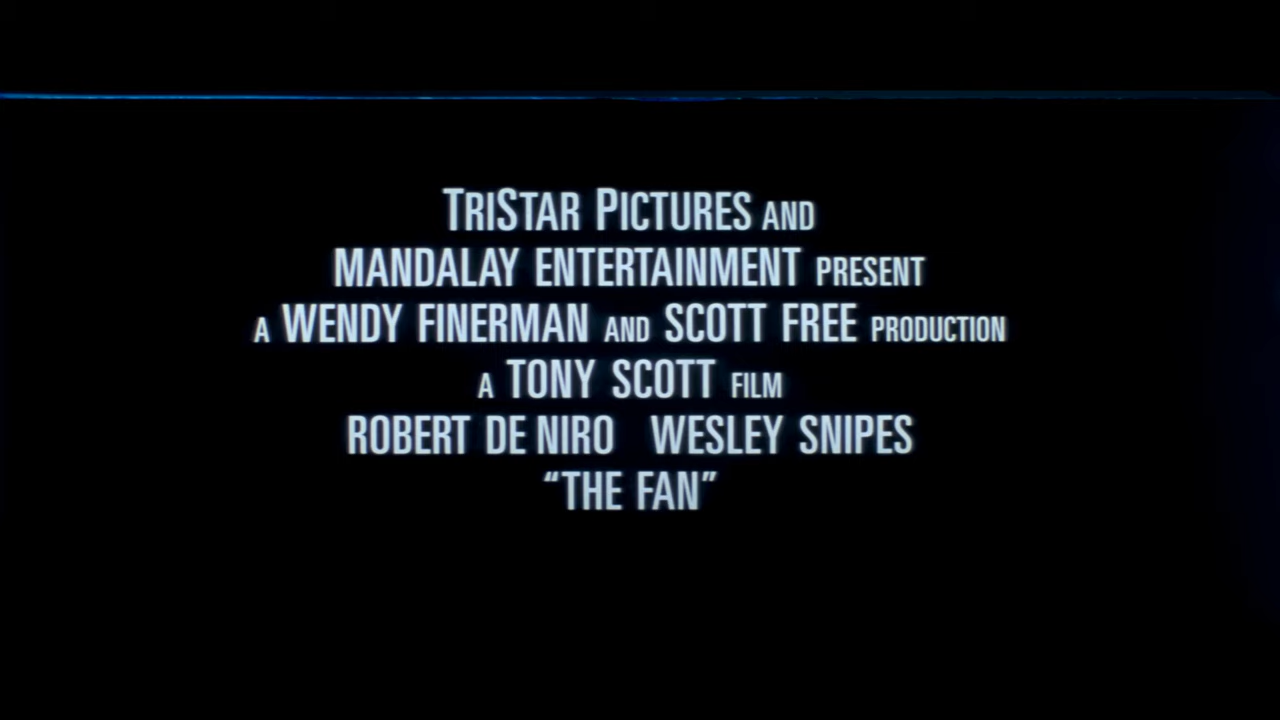 TRISTAR PICTURES AND
MANDALAY ENTERTAINMENT PRESENT
A WENDY FINERMAN AND SCOTT FREE PRODUCTION
A TONY SCOTT FILM
ROBERT DE NIRO WESLEY SNIPES
“THE FAN”